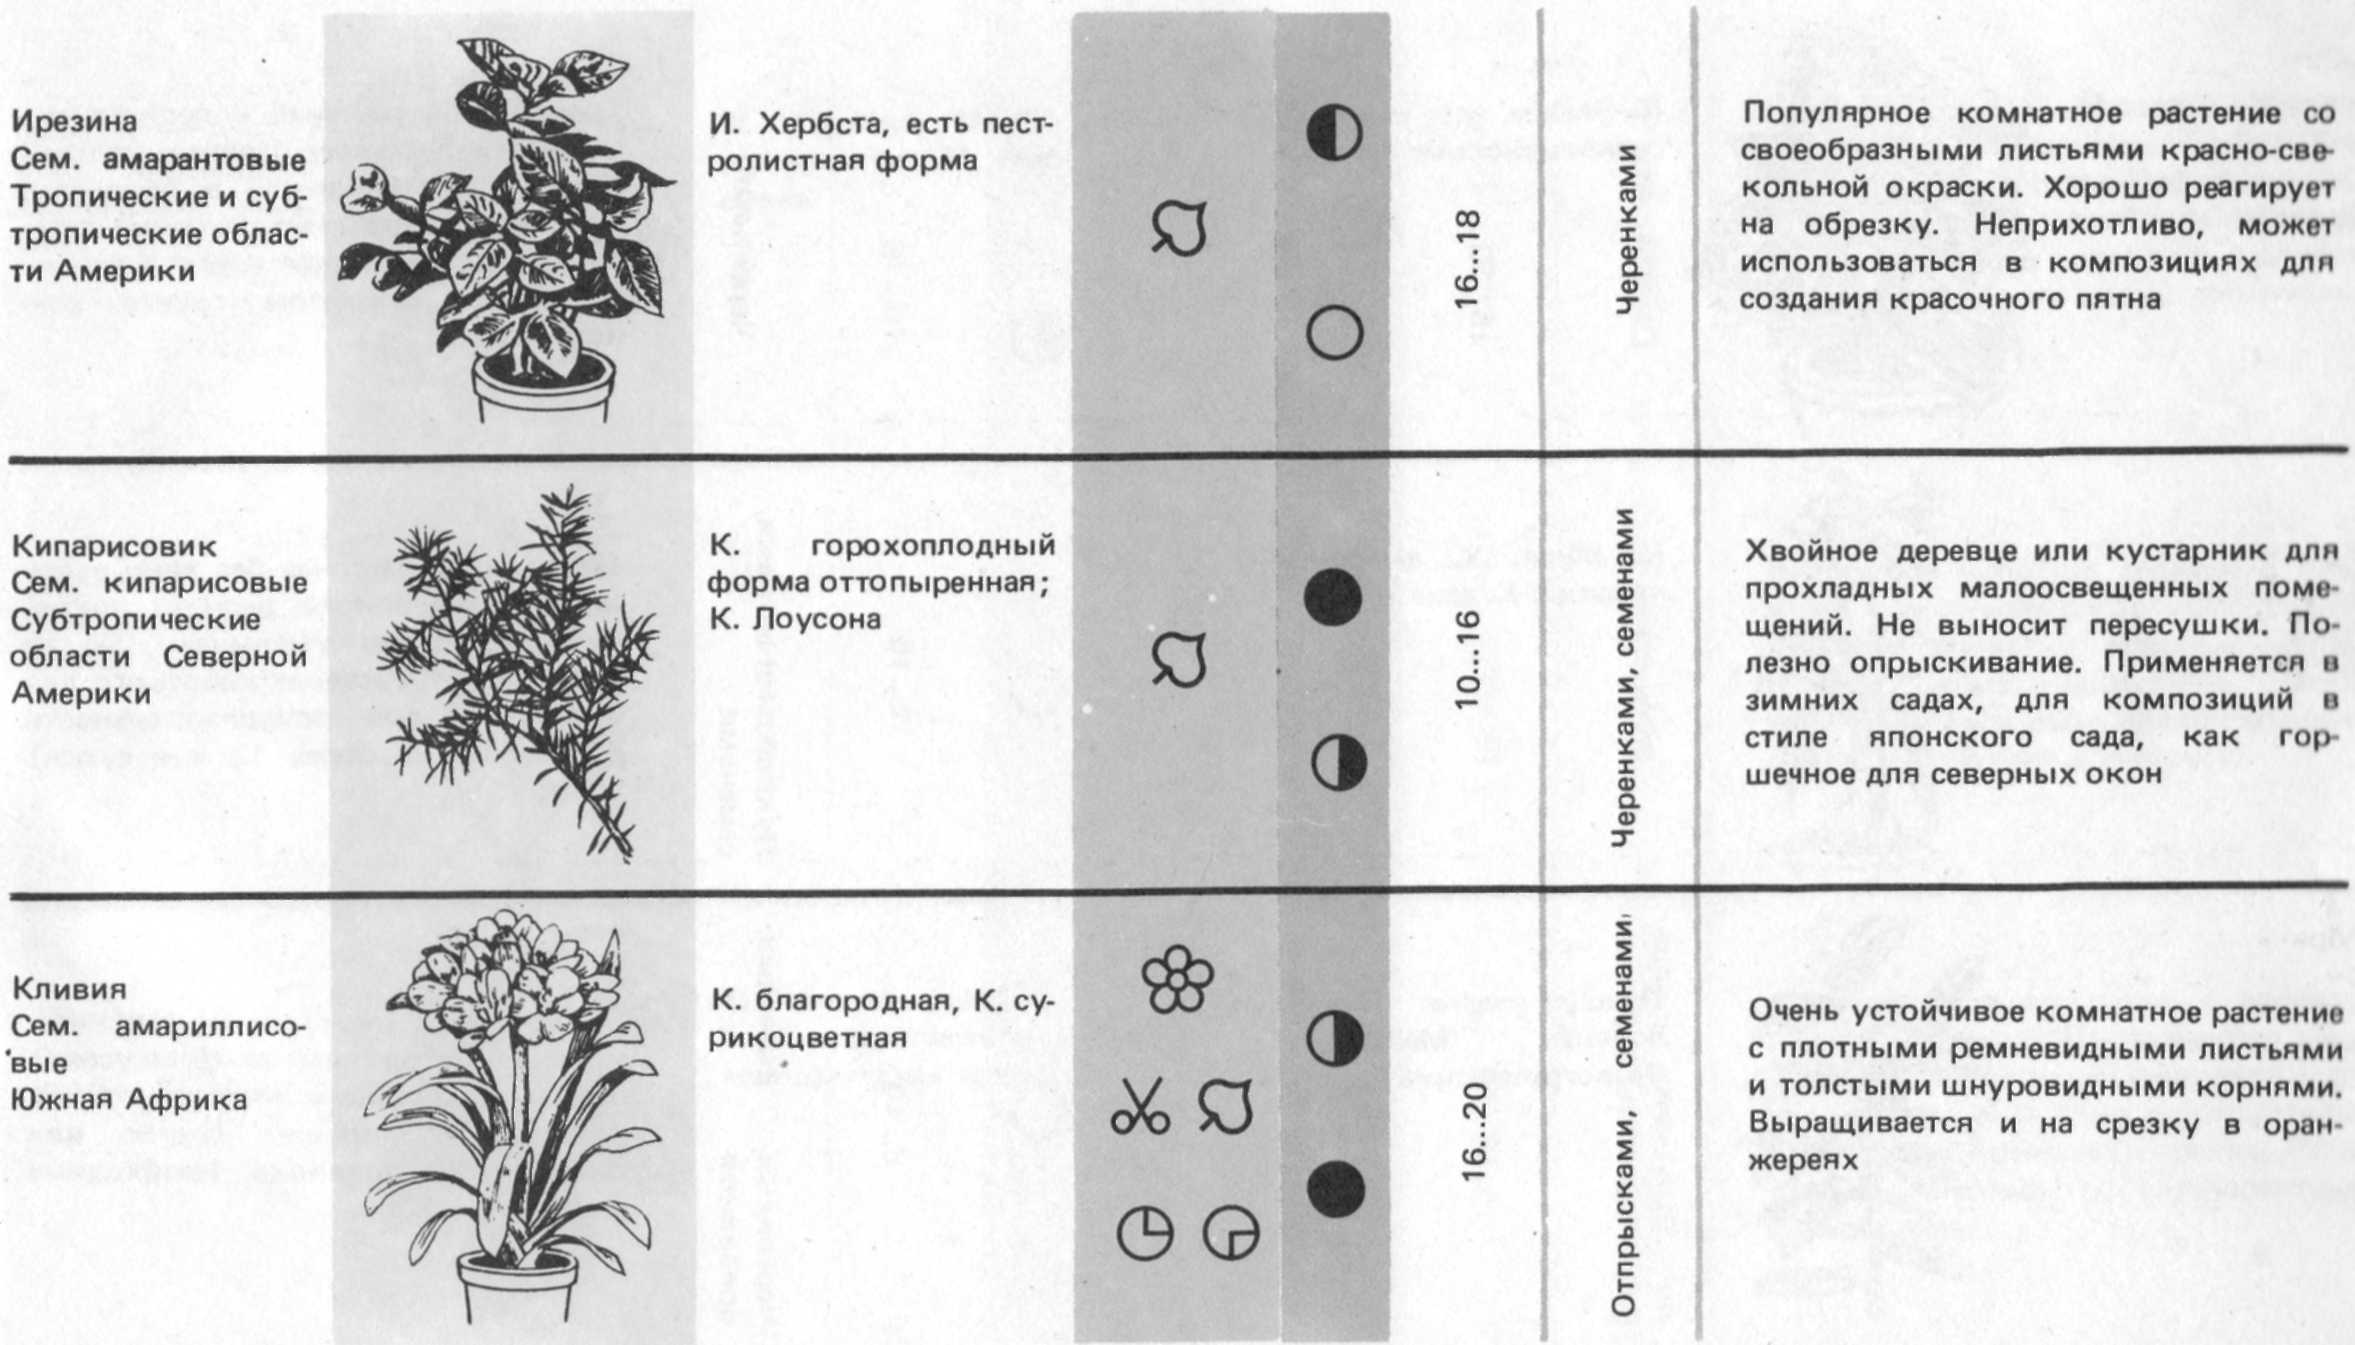 Ирезина
Сем. амарантовые
Тропические и суб-
тропические облас-
ти Америки
И. Хербста, есть пест-
ролистная форма
16...18
Черенками
Популярное комнатное растение со
своеобразными листьями красно-све-
кольной окраски. Хорошо реагирует
на обрезку. Неприхотливо, может
использоваться в композициях для
создания красочного пятна
Кипарисовик
Сем. кипарисовые
Субтропические
области Северной
Америки
К. горохоплодный
форма оттопыренная;
К. Лоусона
10...16
Черенками, семенами
Хвойное деревце или кустарник для
прохладных малоосвещенных поме-
щений. Не выносит пересушки. По-
лезно опрыскивание. Применяется в
зимних садах, для композиций в
стиле японского сада, как гор-
шечное для северных окон
Кливия
Сем. амариллисо-
вые
Южная Африка
К. благородная, К. су-
рикоцветная
16...20
Отпрысками, семенами
Очень устойчивое комнатное растение
с плотными ремневидными листьями
и толстыми шнуровидными корнями.
Выращивается и на срезку в оран-
жереях